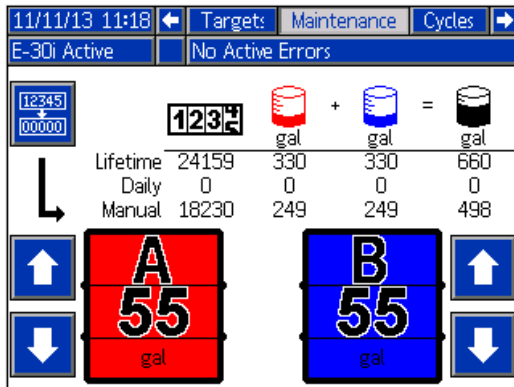 11/11/13 11:18 Targets Maintenance Cycles
E-30i Active No Active Errors
12345
00000
+ =
gal gal gal
Lifetime 24159 330 330 660
Daily 0 0 0 0
Manual 18230 249 249 498
A B
55 55
gal gal